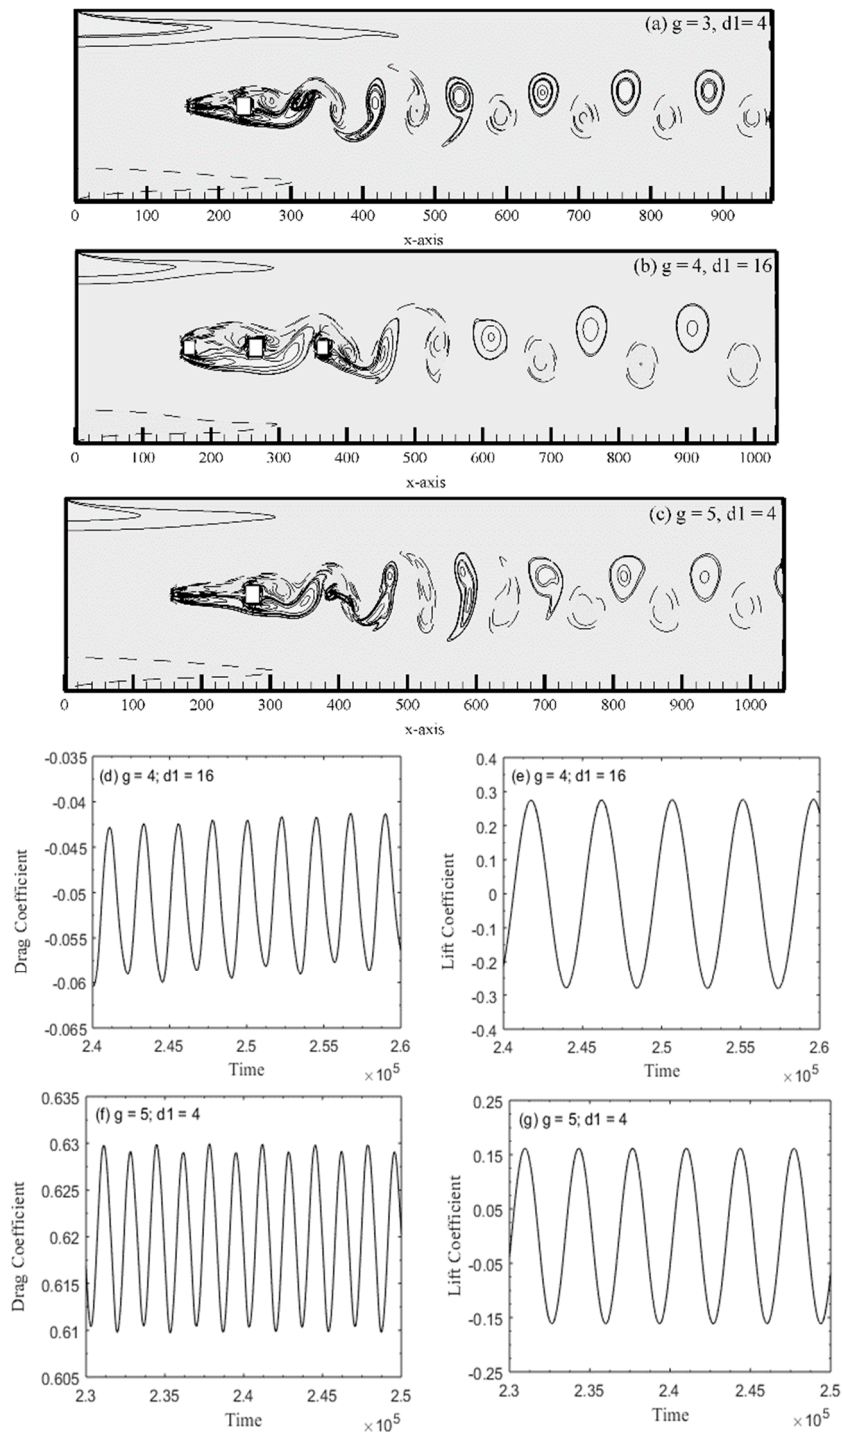 (a) g = 3, d1= 4
0 100 200 300 400 500 600 700 800 900
x-axis
(b) g = 4, d1 = 16
0 100 200 300 400 500 600 700 800 900 1000
x-axis
(c) g = 5, d1 = 4
0 100 200 300 400 500 600 700 800 900 1000
x-axis
(d) g = 4; d1 = 16
-0.035
-0.04
-0.045
-0.05
-0.055
-0.06
-0.065
Drag Coefficient
2.4 2.45 2.5 2.55 2.6
Time
×10⁵
(e) g = 4; d1 = 16
0.4
0.3
0.2
0.1
0
-0.1
-0.2
-0.3
-0.4
Lift Coefficient
2.4 2.45 2.5 2.55 2.6
Time
×10⁵
(f) g = 5; d1 = 4
0.635
0.63
0.625
0.62
0.615
0.61
0.605
Drag Coefficient
2.3 2.35 2.4 2.45 2.5
Time
×10⁵
(g) g = 5; d1 = 4
0.25
0.15
0.05
-0.05
-0.15
-0.25
Lift Coefficient
2.3 2.35 2.4 2.45 2.5
Time
×10⁵